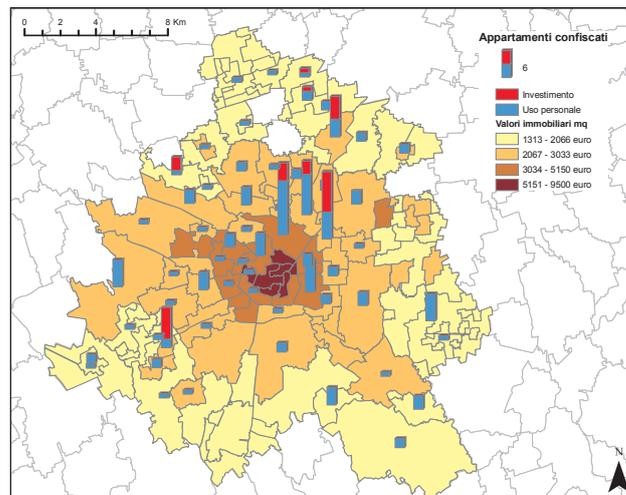 0 2 4 8 Km
Appartamenti confiscati
6
Investimento
Uso personale
Valori immobiliari mq
1313 - 2066 euro
2067 - 3033 euro
3034 - 5150 euro
5151 - 9500 euro
N